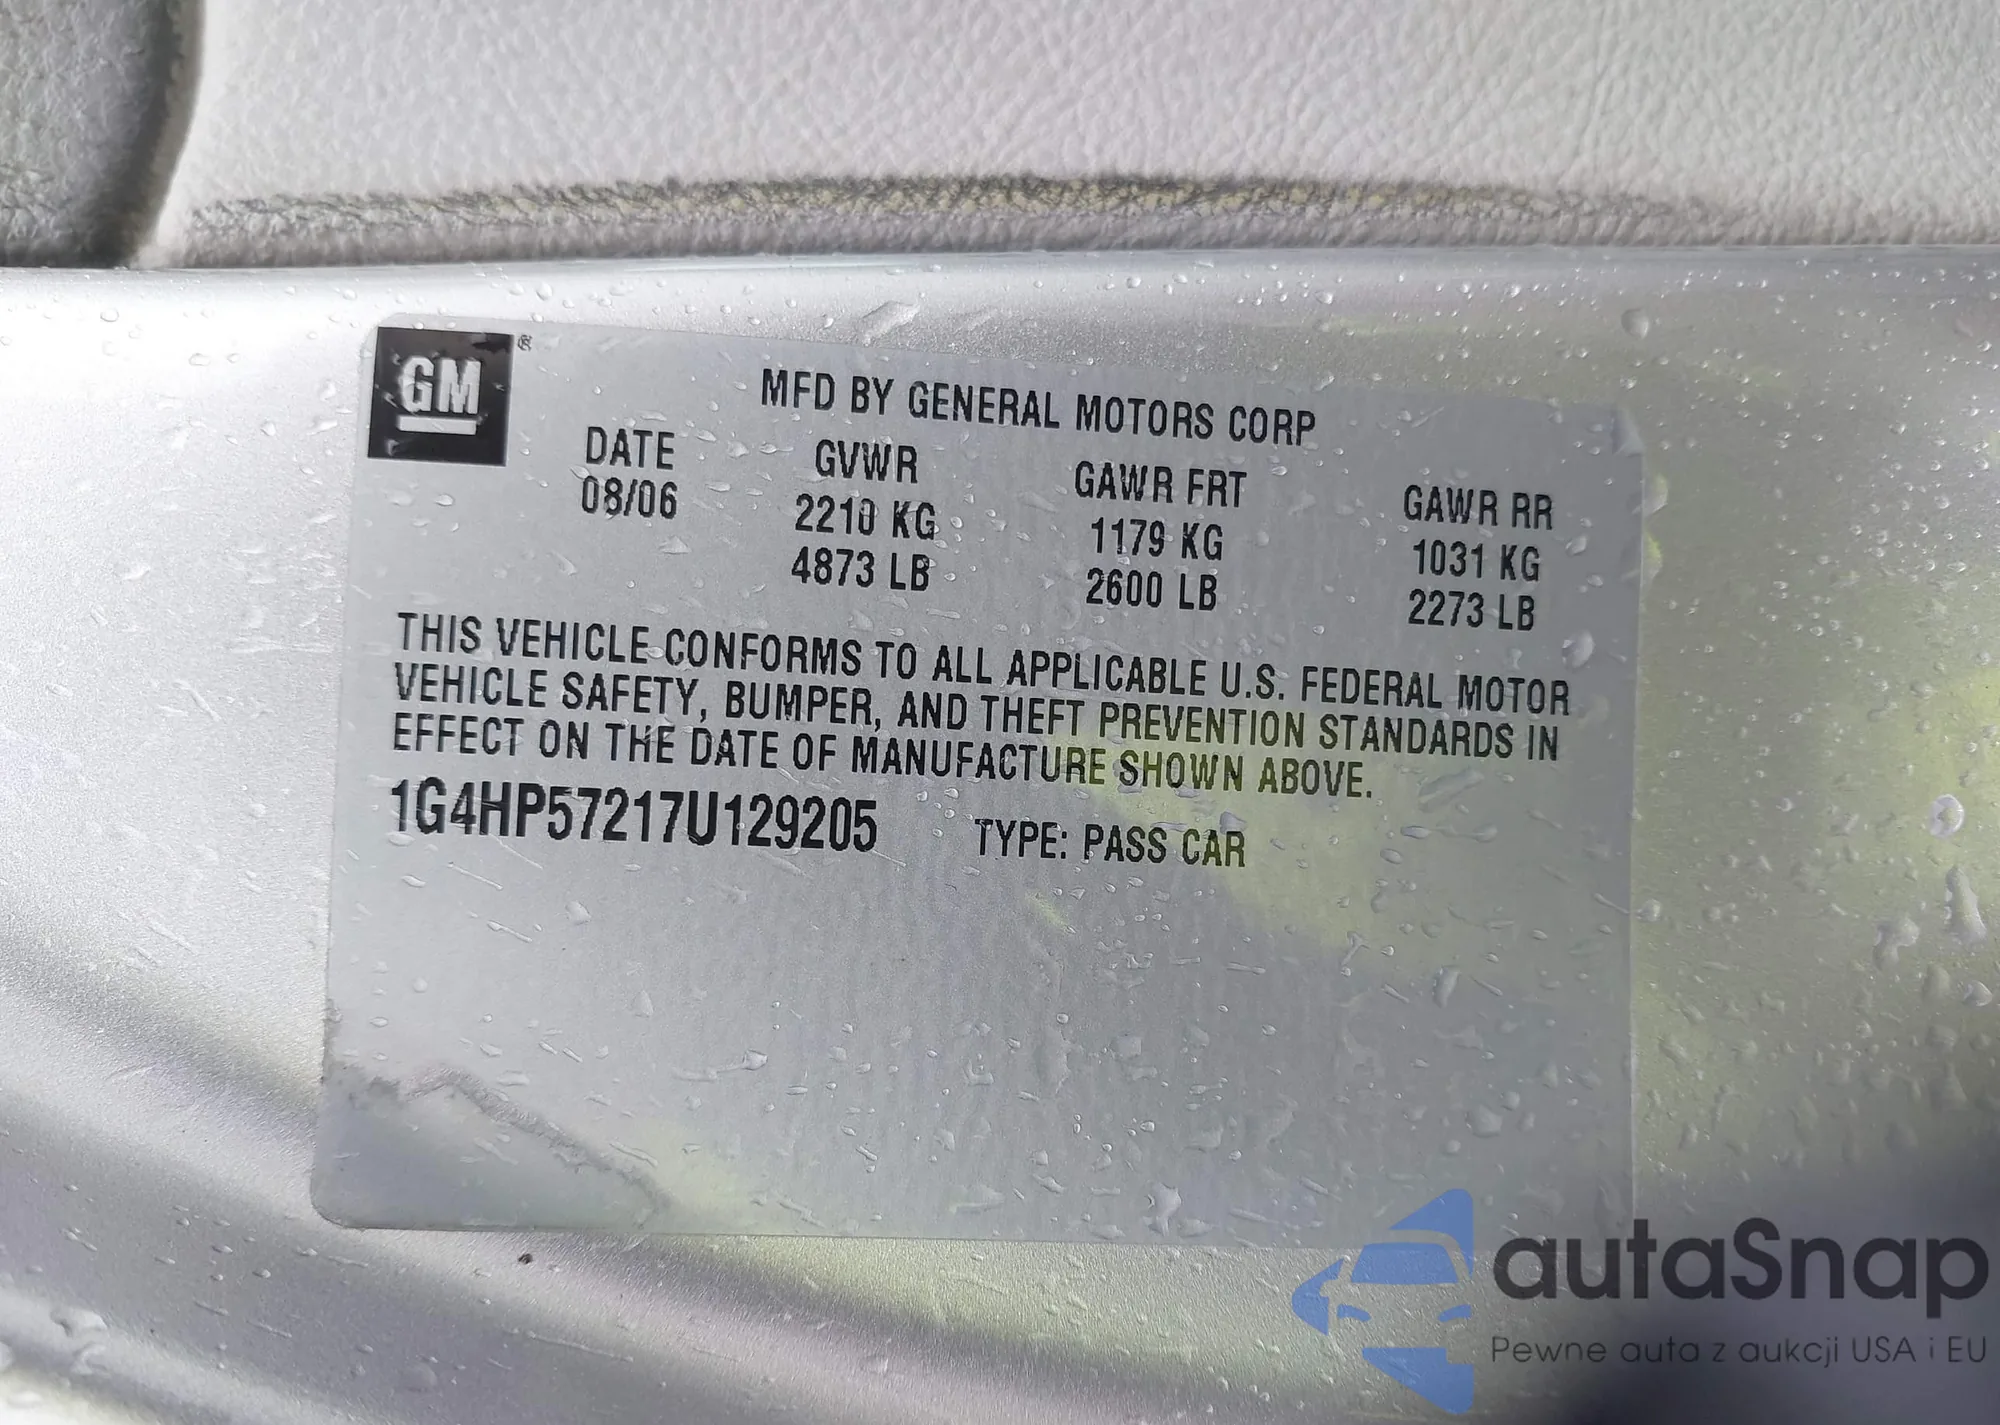 GM ®
MFD BY GENERAL MOTORS CORP
DATE GVWR GAWR FRT GAWR RR
08/06 2210 KG 1179 KG 1031 KG
4873 LB 2600 LB 2273 LB
THIS VEHICLE CONFORMS TO ALL APPLICABLE U.S. FEDERAL MOTOR
VEHICLE SAFETY, BUMPER, AND THEFT PREVENTION STANDARDS IN
EFFECT ON THE DATE OF MANUFACTURE SHOWN ABOVE.
1G4HP57217U129205 TYPE: PASS CAR
autaSnap
Pewne auta z aukcji USA i EU